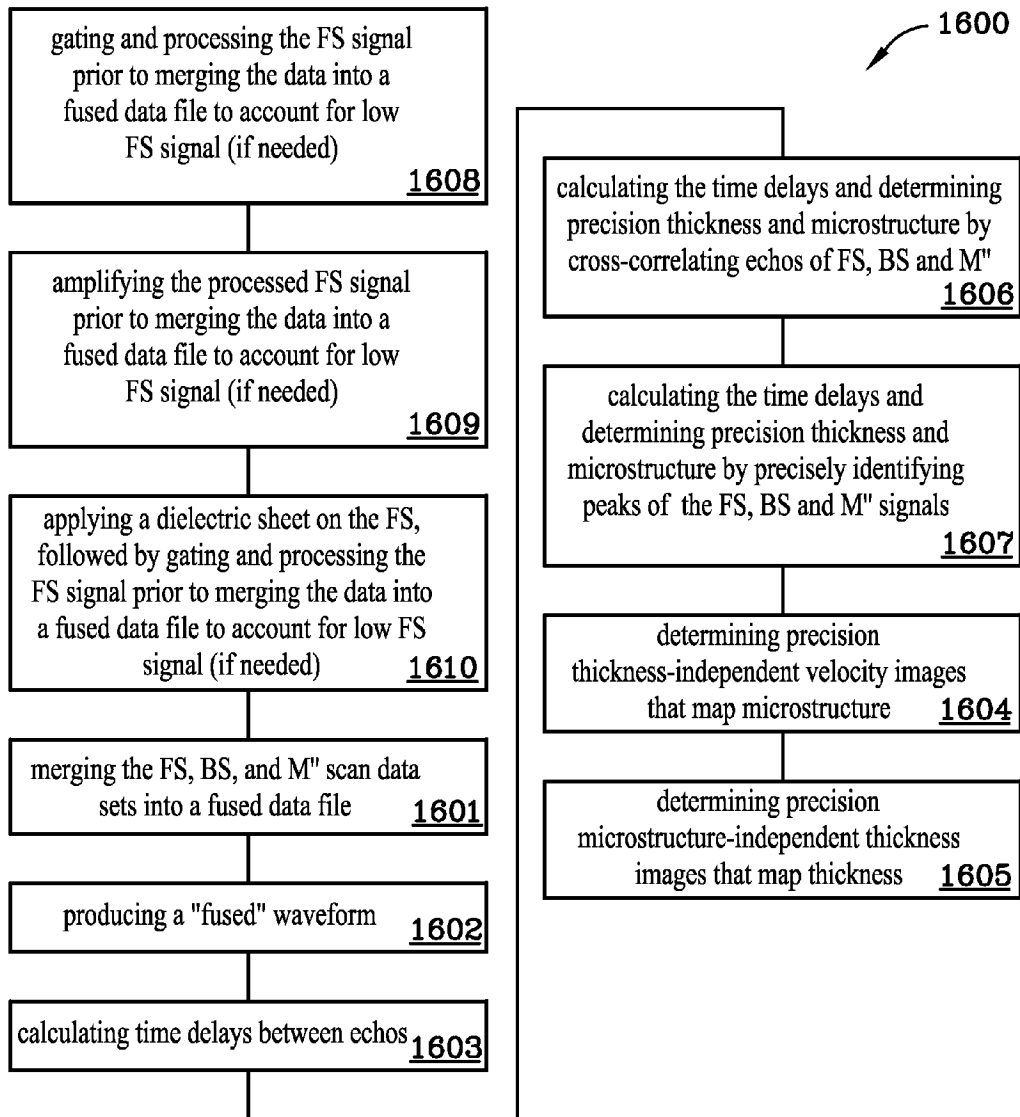 1600
gating and processing the FS signal
prior to merging the data into a
fused data file to account for low
FS signal (if needed)
1608
amplifying the processed FS signal
prior to merging the data into a
fused data file to account for low
FS signal (if needed)
1609
applying a dielectric sheet on the FS,
followed by gating and processing the
FS signal prior to merging the data into
a fused data file to account for low FS
signal (if needed)
1610
merging the FS, BS, and M" scan data
sets into a fused data file
1601
producing a "fused" waveform
1602
calculating time delays between echos
1603
calculating the time delays and determining
precision thickness and microstructure by
cross-correlating echos of FS, BS and M"
1606
calculating the time delays and
determining precision thickness and
microstructure by precisely identifying
peaks of the FS, BS and M" signals
1607
determining precision
thickness-independent velocity images
that map microstructure
1604
determining precision
microstructure-independent thickness
images that map thickness
1605